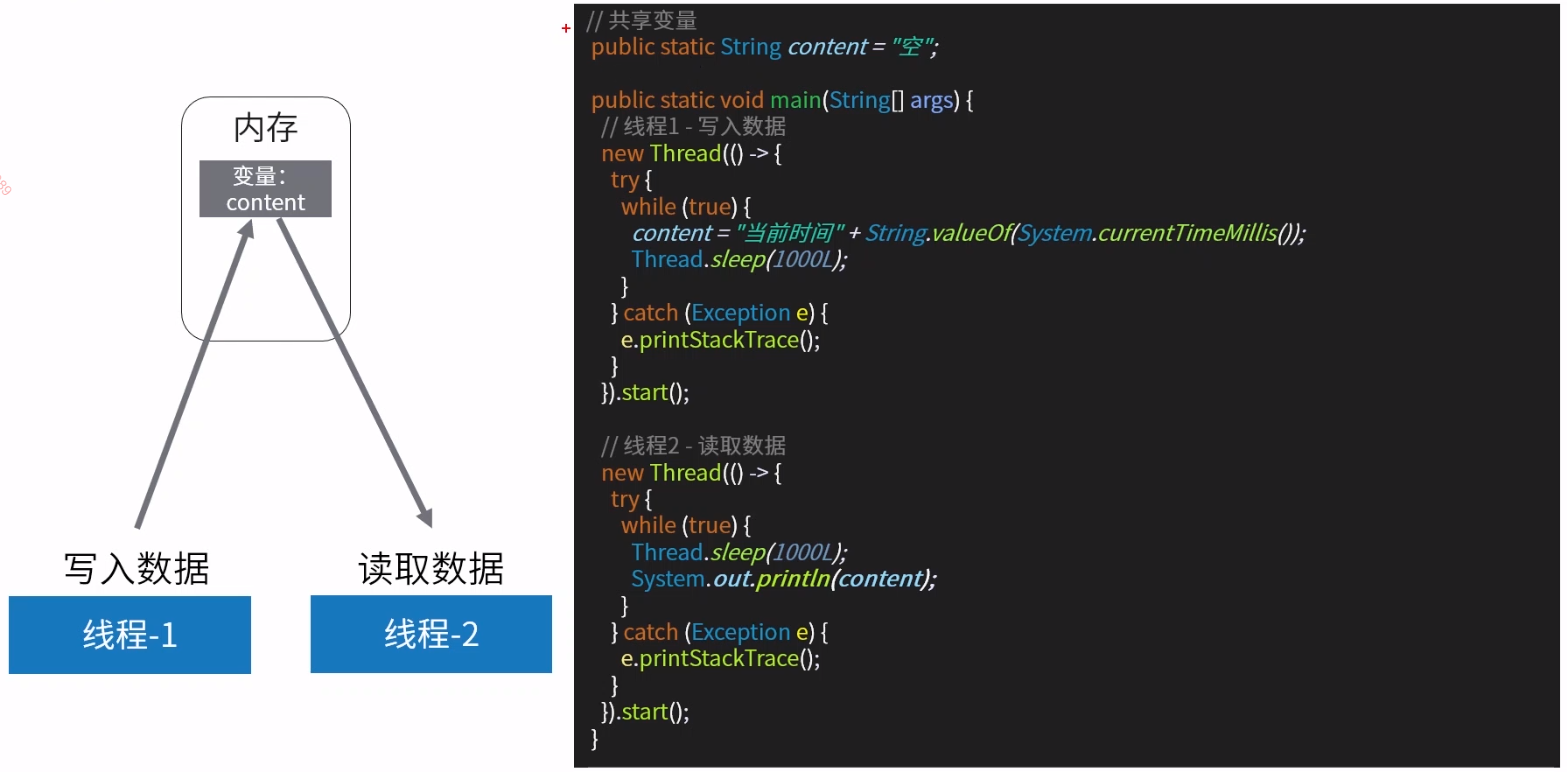 内存
变量：
content
写入数据
读取数据
线程-1
线程-2
// 共享变量
public static String content = "空";
public static void main(String[] args) {
// 线程1 - 写入数据
new Thread(() -> {
try {
while (true) {
content = "当前时间" + String.valueOf(System.currentTimeMillis());
Thread.sleep(1000L);
}
} catch (Exception e) {
e.printStackTrace();
}
}).start();
// 线程2 - 读取数据
new Thread(() -> {
try {
while (true) {
Thread.sleep(1000L);
System.out.println(content);
}
} catch (Exception e) {
e.printStackTrace();
}
}).start();
}